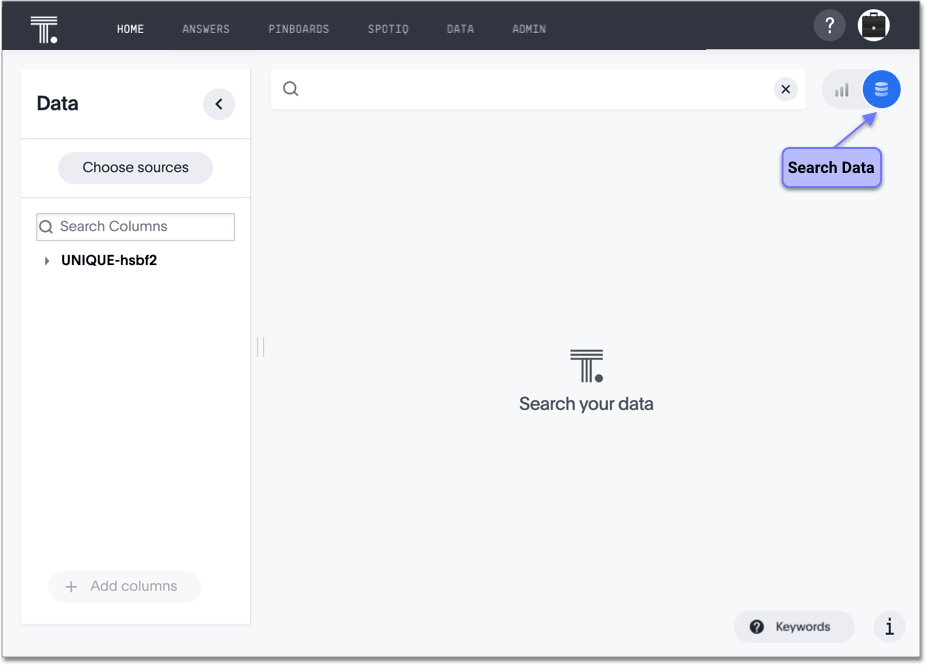 HOME ANSWERS PINBOARDS SPOTIQ DATA ADMIN ?
Data
Choose sources
Search Data
Search Columns
UNIQUE-hsbf2
T.
Search your data
+ Add columns
? Keywords i